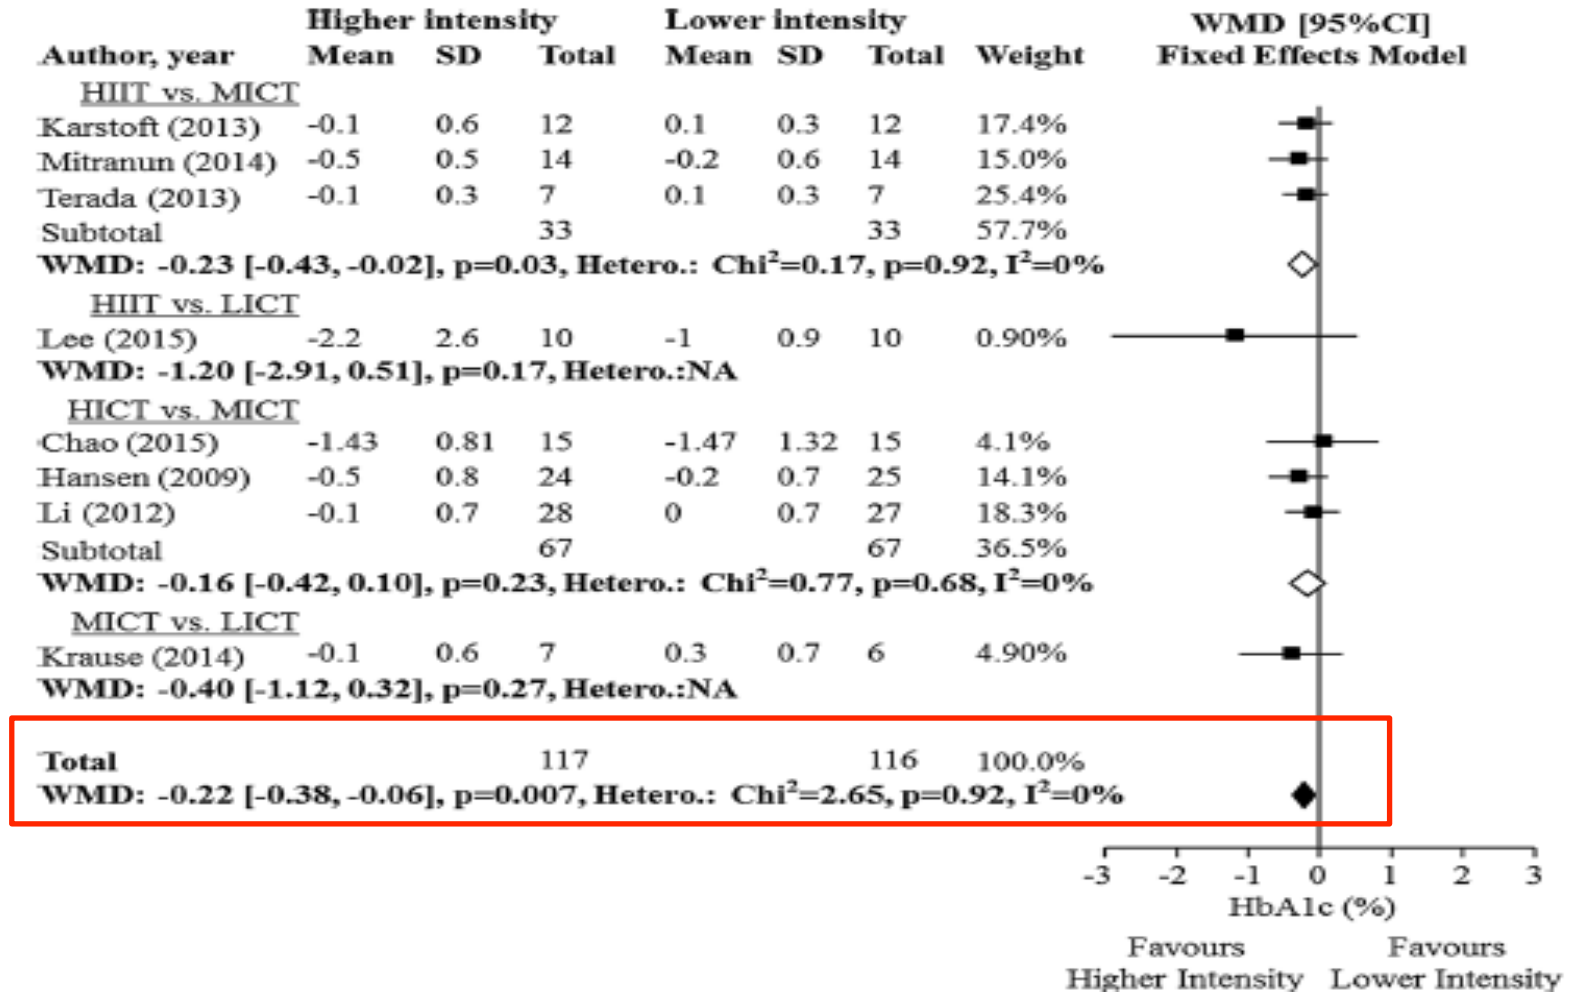 Higher intensity Lower intensity WMD [95%CI]
Author, year Mean SD Total Mean SD Total Weight Fixed Effects Model
HIIT vs. MICT
Karstoft (2013) -0.1 0.6 12 0.1 0.3 12 17.4%
Mitranun (2014) -0.5 0.5 14 -0.2 0.6 14 15.0%
Terada (2013) -0.1 0.3 7 0.1 0.3 7 25.4%
Subtotal 33 33 57.7%
WMD: -0.23 [-0.43, -0.02], p=0.03, Hetero.: Chi²=0.17, p=0.92, I²=0%
HIIT vs. LICT
Lee (2015) -2.2 2.6 10 -1 0.9 10 0.90%
WMD: -1.20 [-2.91, 0.51], p=0.17, Hetero.:NA
HICT vs. MICT
Chao (2015) -1.43 0.81 15 -1.47 1.32 15 4.1%
Hansen (2009) -0.5 0.8 24 -0.2 0.7 25 14.1%
Li (2012) -0.1 0.7 28 0 0.7 27 18.3%
Subtotal 67 67 36.5%
WMD: -0.16 [-0.42, 0.10], p=0.23, Hetero.: Chi²=0.77, p=0.68, I²=0%
MICT vs. LICT
Krause (2014) -0.1 0.6 7 0.3 0.7 6 4.90%
WMD: -0.40 [-1.12, 0.32], p=0.27, Hetero.:NA
Total 117 116 100.0%
WMD: -0.22 [-0.38, -0.06], p=0.007, Hetero.: Chi²=2.65, p=0.92, I²=0%
-3 -2 -1 0 1 2 3
HbA1c (%)
Favours Favours
Higher Intensity Lower Intensity